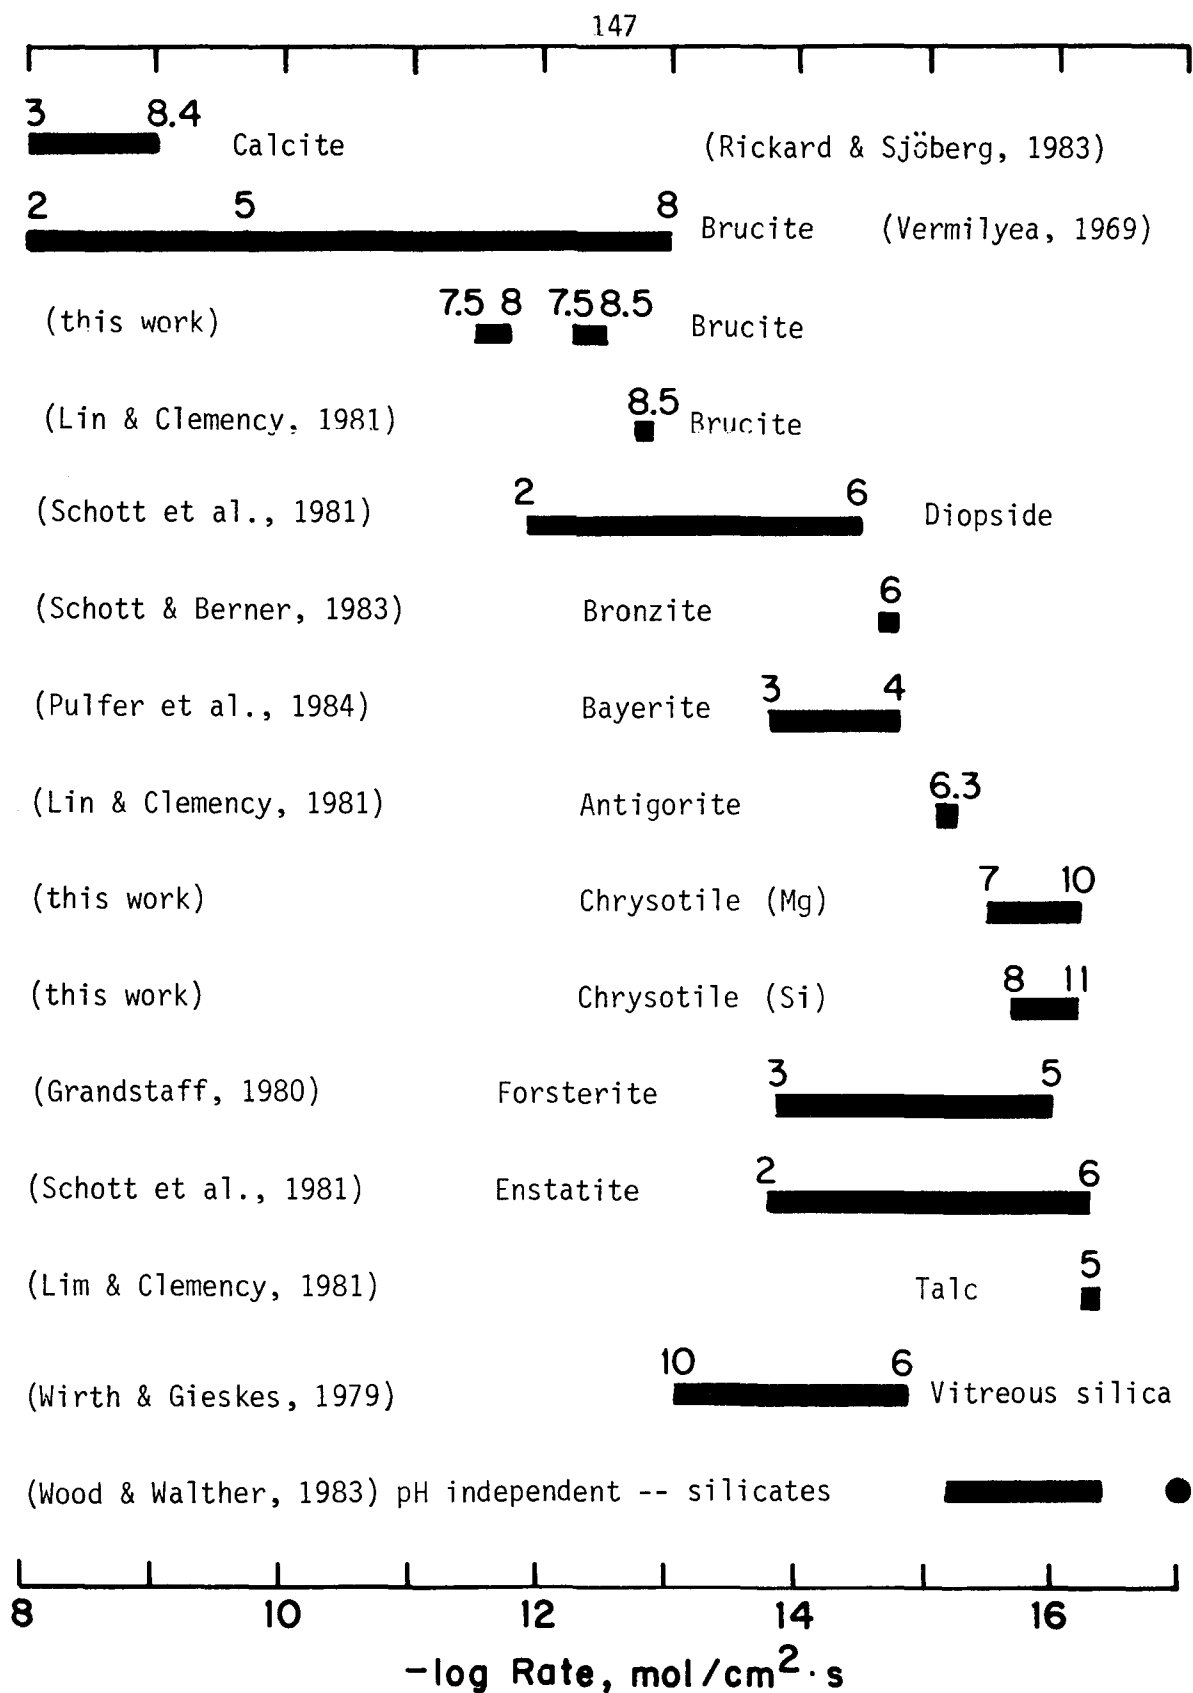 147
3 8.4
Calcite (Rickard & Sjöberg, 1983)
2 5 8
Brucite (Vermilyea, 1969)
7.5 8 7.5 8.5
(this work) Brucite
8.5
(Lin & Clemency, 1981) Brucite
2 6
(Schott et al., 1981) Diopside
6
(Schott & Berner, 1983) Bronzite
3 4
(Pulfer et al., 1984) Bayerite
6.3
(Lin & Clemency, 1981) Antigorite
7 10
(this work) Chrysotile (Mg)
8 11
(this work) Chrysotile (Si)
3 5
(Grandstaff, 1980) Forsterite
2 6
(Schott et al., 1981) Enstatite
5
(Lim & Clemency, 1981) Talc
10 6
(Wirth & Gieskes, 1979) Vitreous silica
(Wood & Walther, 1983) pH independent -- silicates
8 10 12 14 16
-log Rate, mol/cm²·s